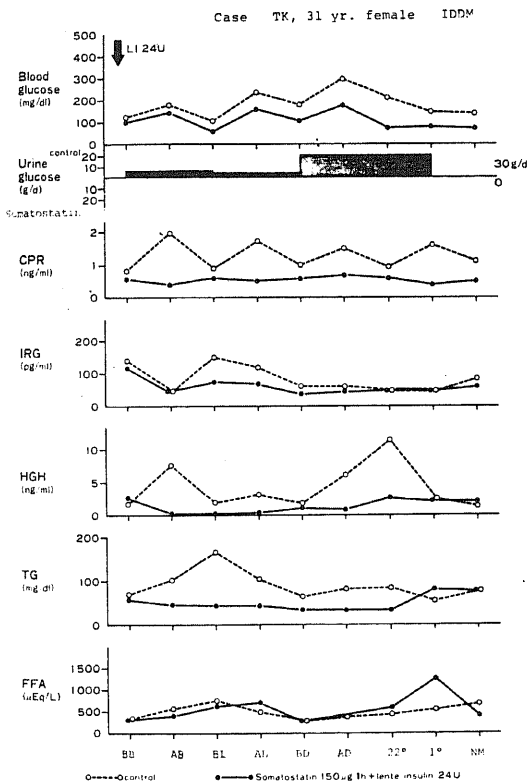 Case TK, 31 yr. female IDDM
LI 24U
Blood
glucose
(mg/dl)
500
400
300
200
100
0
control
Urine
glucose
(g/d)
20
10
10
20
30 g/d
0
Somatostatin
CPR
(ng/ml)
2
1
0
IRG
(pg/ml)
200
100
0
HGH
(ng/ml)
10
5
0
TG
(mg/dl)
200
100
0
FFA
(μEq/L)
1500
1000
500
0
BB AB BL AL BD AD 22° 1° NM
control
Somatostatin 150μg 1h + lente insulin 24U